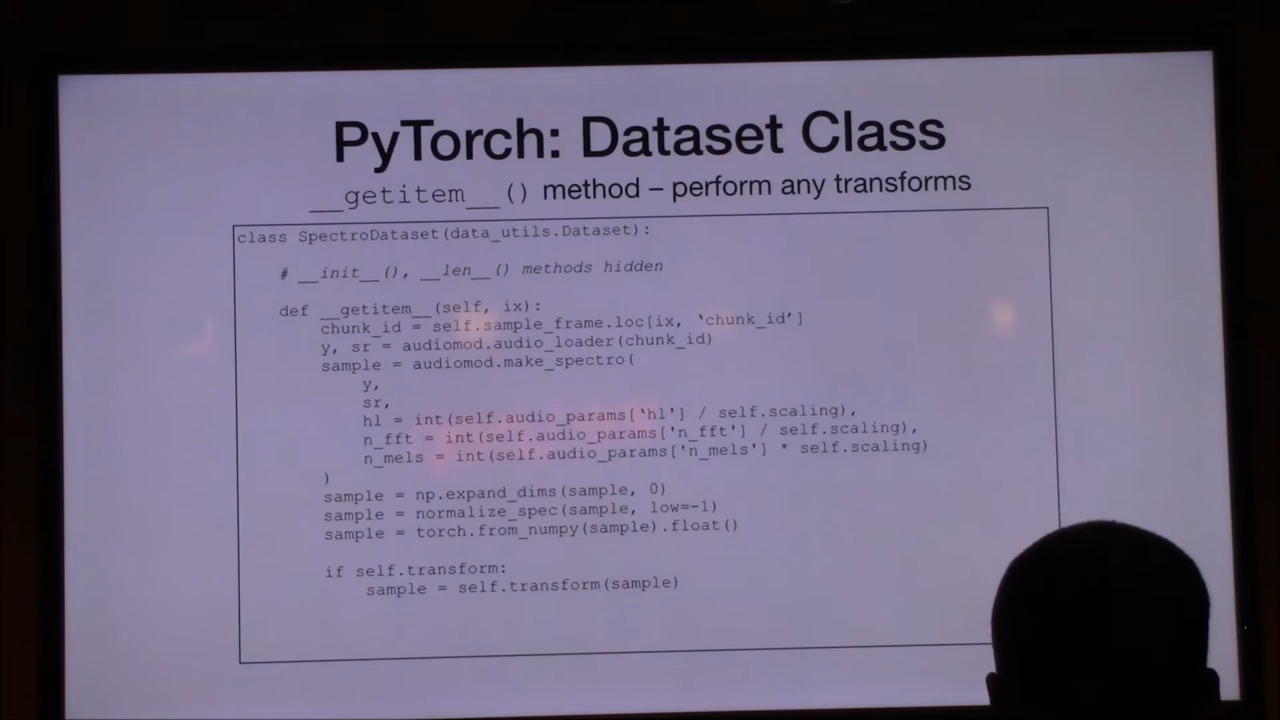 PyTorch: Dataset Class
__getitem__() method – perform any transforms
class SpectroDataset(data_utils.Dataset):
# __init__(), __len__() methods hidden
def __getitem__(self, ix):
chunk_id = self.sample_frame.loc[ix, ‘chunk_id’]
y, sr = audiomod.audio_loader(chunk_id)
sample = audiomod.make_spectro(
y,
sr,
hl = int(self.audio_params[‘hl'] / self.scaling),
n_fft = int(self.audio_params['n_fft'] / self.scaling),
n_mels = int(self.audio_params['n_mels'] * self.scaling)
)
sample = np.expand_dims(sample, 0)
sample = normalize_spec(sample, low=-1)
sample = torch.from_numpy(sample).float()
if self.transform:
sample = self.transform(sample)